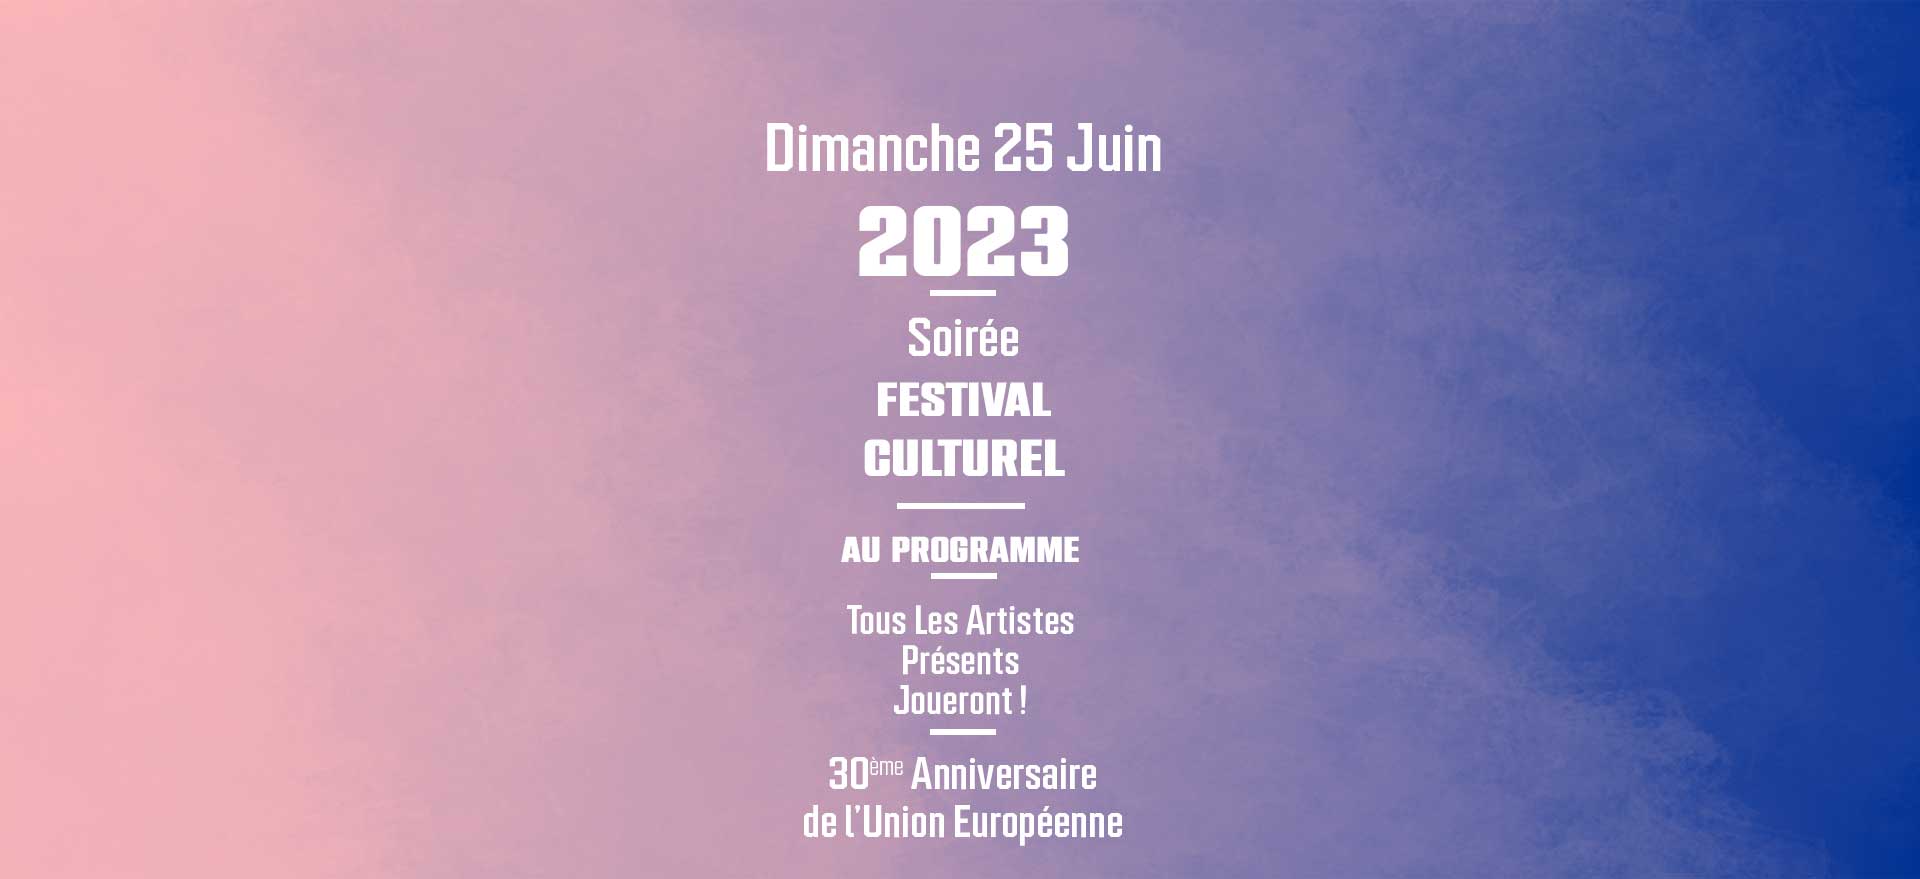 Dimanche 25 Juin
2023
Soirée
FESTIVAL
CULTUREL
AU PROGRAMME
Tous Les Artistes
Présents
Joueront !
30ème Anniversaire
de l'Union Européenne